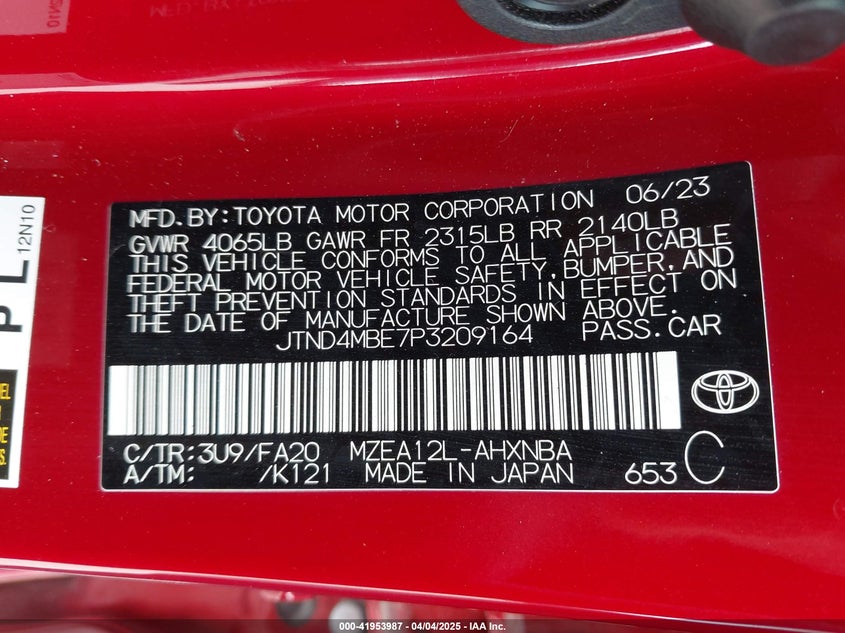 MFD. BY: TOYOTA MOTOR CORPORATION 06/23
GVWR 4065LB GAWR FR 2315LB RR 2140LB
THIS VEHICLE CONFORMS TO ALL APPLICABLE
FEDERAL MOTOR VEHICLE SAFETY, BUMPER, AND
THEFT PREVENTION STANDARDS IN EFFECT ON
THE DATE OF MANUFACTURE SHOWN ABOVE.
JTND4MBE7P3209164 PASS. CAR
C/TR: 3U9/FA20 MZEA12L-AHXNBA
A/TM: /K121 MADE IN JAPAN 653 C
PL
12N10
000-41953987 - 04/04/2025 - IAA Inc.